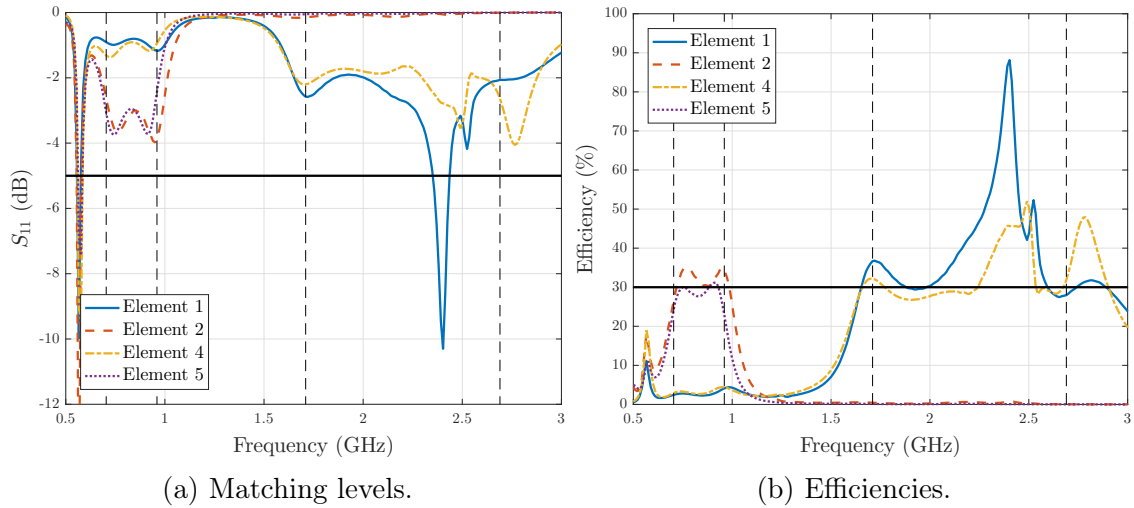 0
-2
-4
-6
-8
-10
-12
S11 (dB)
Element 1
Element 2
Element 4
Element 5
0.5 1 1.5 2 2.5 3
Frequency (GHz)
(a) Matching levels.
100
90
80
70
60
50
40
30
20
10
0
Efficiency (%)
Element 1
Element 2
Element 4
Element 5
0.5 1 1.5 2 2.5 3
Frequency (GHz)
(b) Efficiencies.